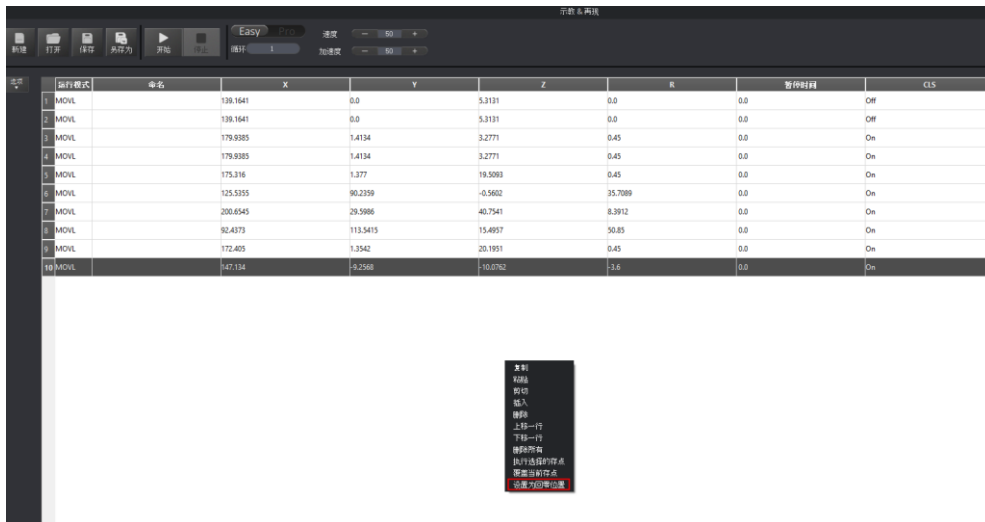 示教&再现
Easy Pro
新建 打开 保存 另存为 开始 停止
循环: 1
速度 — 50 +
加速度 — 50 +
选项
运行模式 命名 X Y Z R 暂停时间 CLS
1 MOVL 139.1641 0.0 5.3131 0.0 0.0 Off
2 MOVL 139.1641 0.0 5.3131 0.0 0.0 Off
3 MOVL 179.9385 1.4134 3.2771 0.45 0.0 On
4 MOVL 179.9385 1.4134 3.2771 0.45 0.0 On
5 MOVL 175.316 1.377 19.5093 0.45 0.0 On
6 MOVL 125.5355 90.2359 -0.5602 35.7089 0.0 On
7 MOVL 200.6545 29.5986 40.7541 8.3912 0.0 On
8 MOVL 92.4373 113.5415 15.4957 50.85 0.0 On
9 MOVL 172.405 1.3542 20.1951 0.45 0.0 On
10 MOVL 147.134 -9.2568 -10.0762 -3.6 0.0 On
复制
粘贴
剪切
插入
删除
上移一行
下移一行
删除所有
执行选择的存点
覆盖当前存点
设置为回零位置